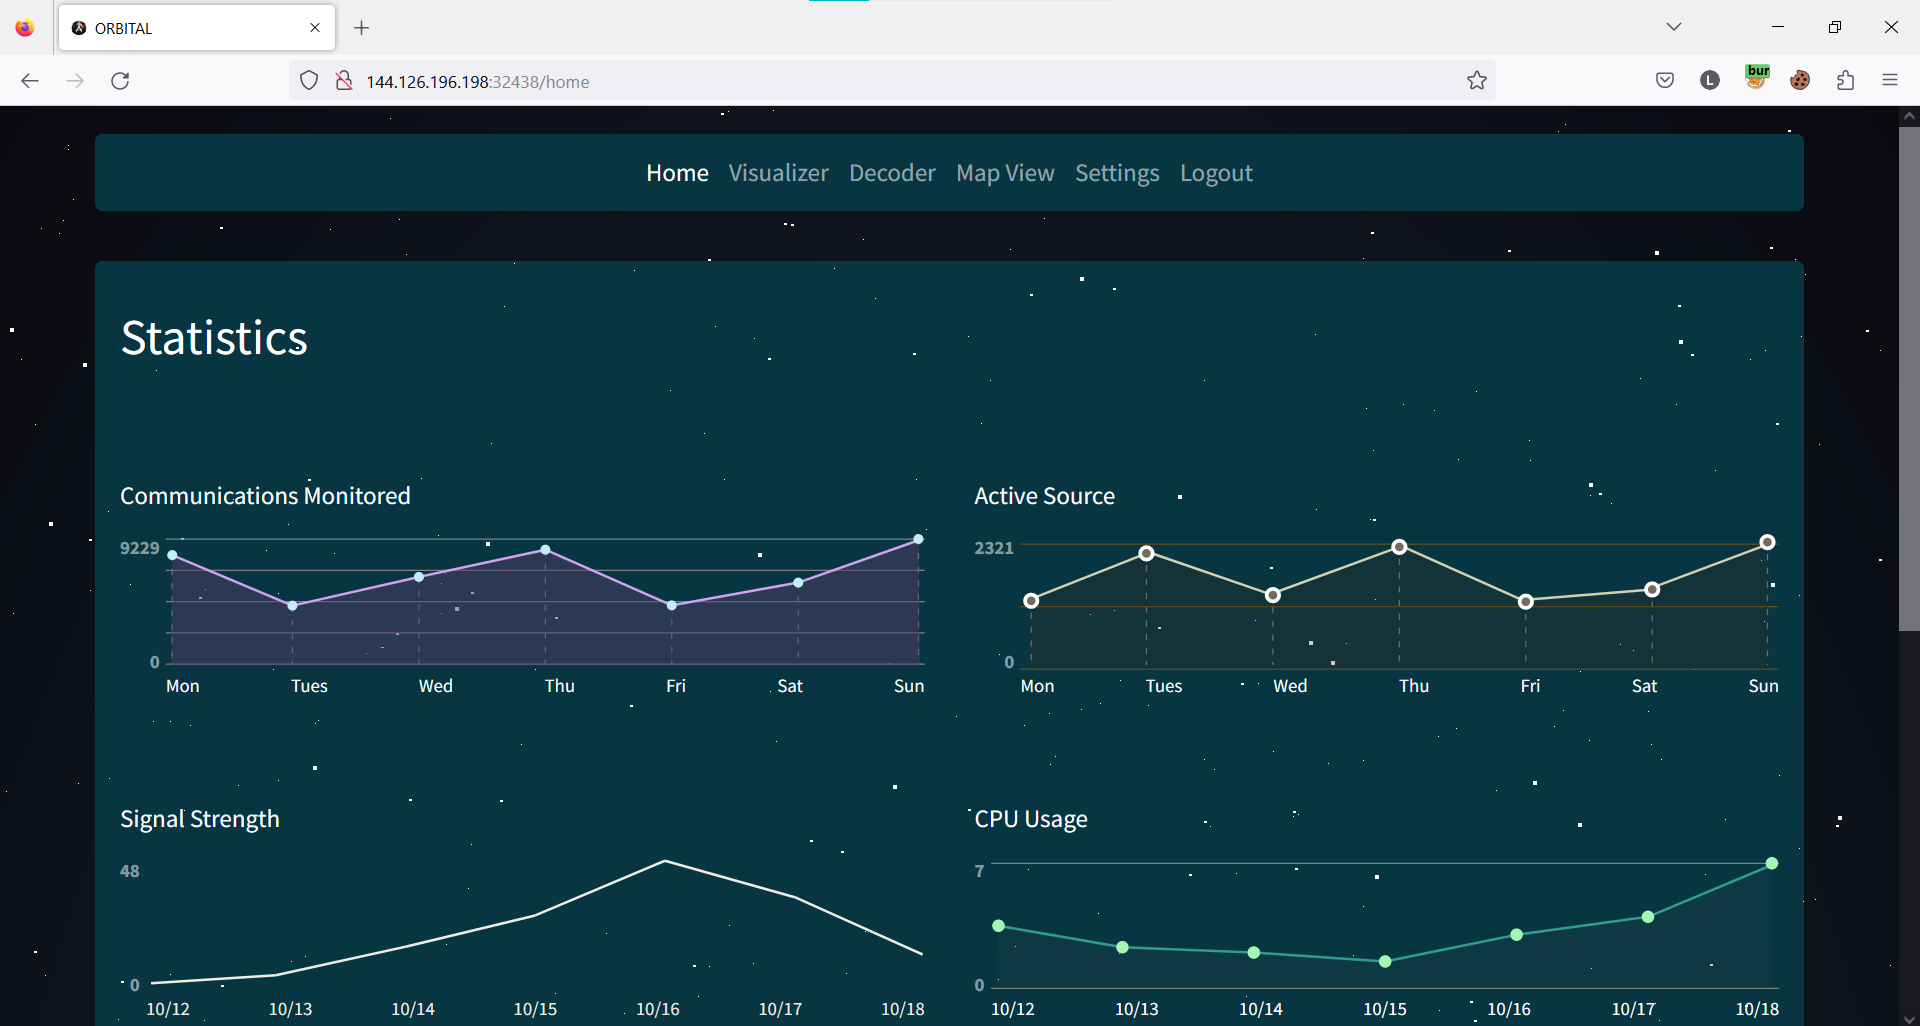 ORBITAL
144.126.196.198:32438/home
L
bur
Home Visualizer Decoder Map View Settings Logout
Statistics
Communications Monitored
9229
0
Mon Tues Wed Thu Fri Sat Sun
Active Source
2321
0
Mon Tues Wed Thu Fri Sat Sun
Signal Strength
48
0
10/12 10/13 10/14 10/15 10/16 10/17 10/18
CPU Usage
7
0
10/12 10/13 10/14 10/15 10/16 10/17 10/18